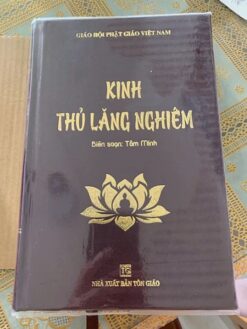 GIÁO HỘI PHẬT GIÁO VIỆT NAM
KINH
THỦ LĂNG NGHIÊM
Biên soạn: Tâm Minh
NHÀ XUẤT BẢN TÔN GIÁO